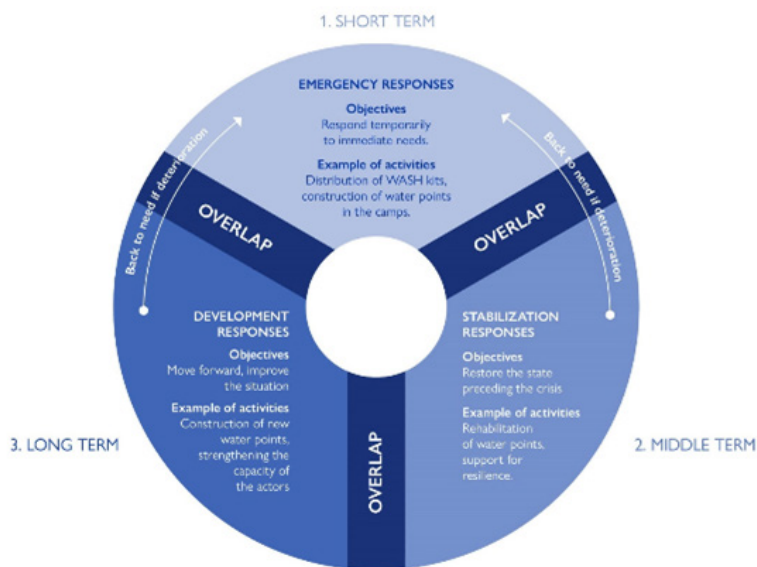 1. SHORT TERM
EMERGENCY RESPONSES
Objectives
Respond temporarily
to immediate needs.
Example of activities
Distribution of WASH kits,
construction of water points
in the camps.
Back to need if deterioration
Back to need if deterioration
OVERLAP
OVERLAP
DEVELOPMENT
RESPONSES
Objectives
Move forward, improve
the situation
Example of activities
Construction of new
water points,
strengthening the
capacity of
the actors
STABILIZATION
RESPONSES
Objectives
Restore the state
preceding the crisis
Example of activities
Rehabilitation
of water points,
support for
resilience.
3. LONG TERM
2. MIDDLE TERM
OVERLAP